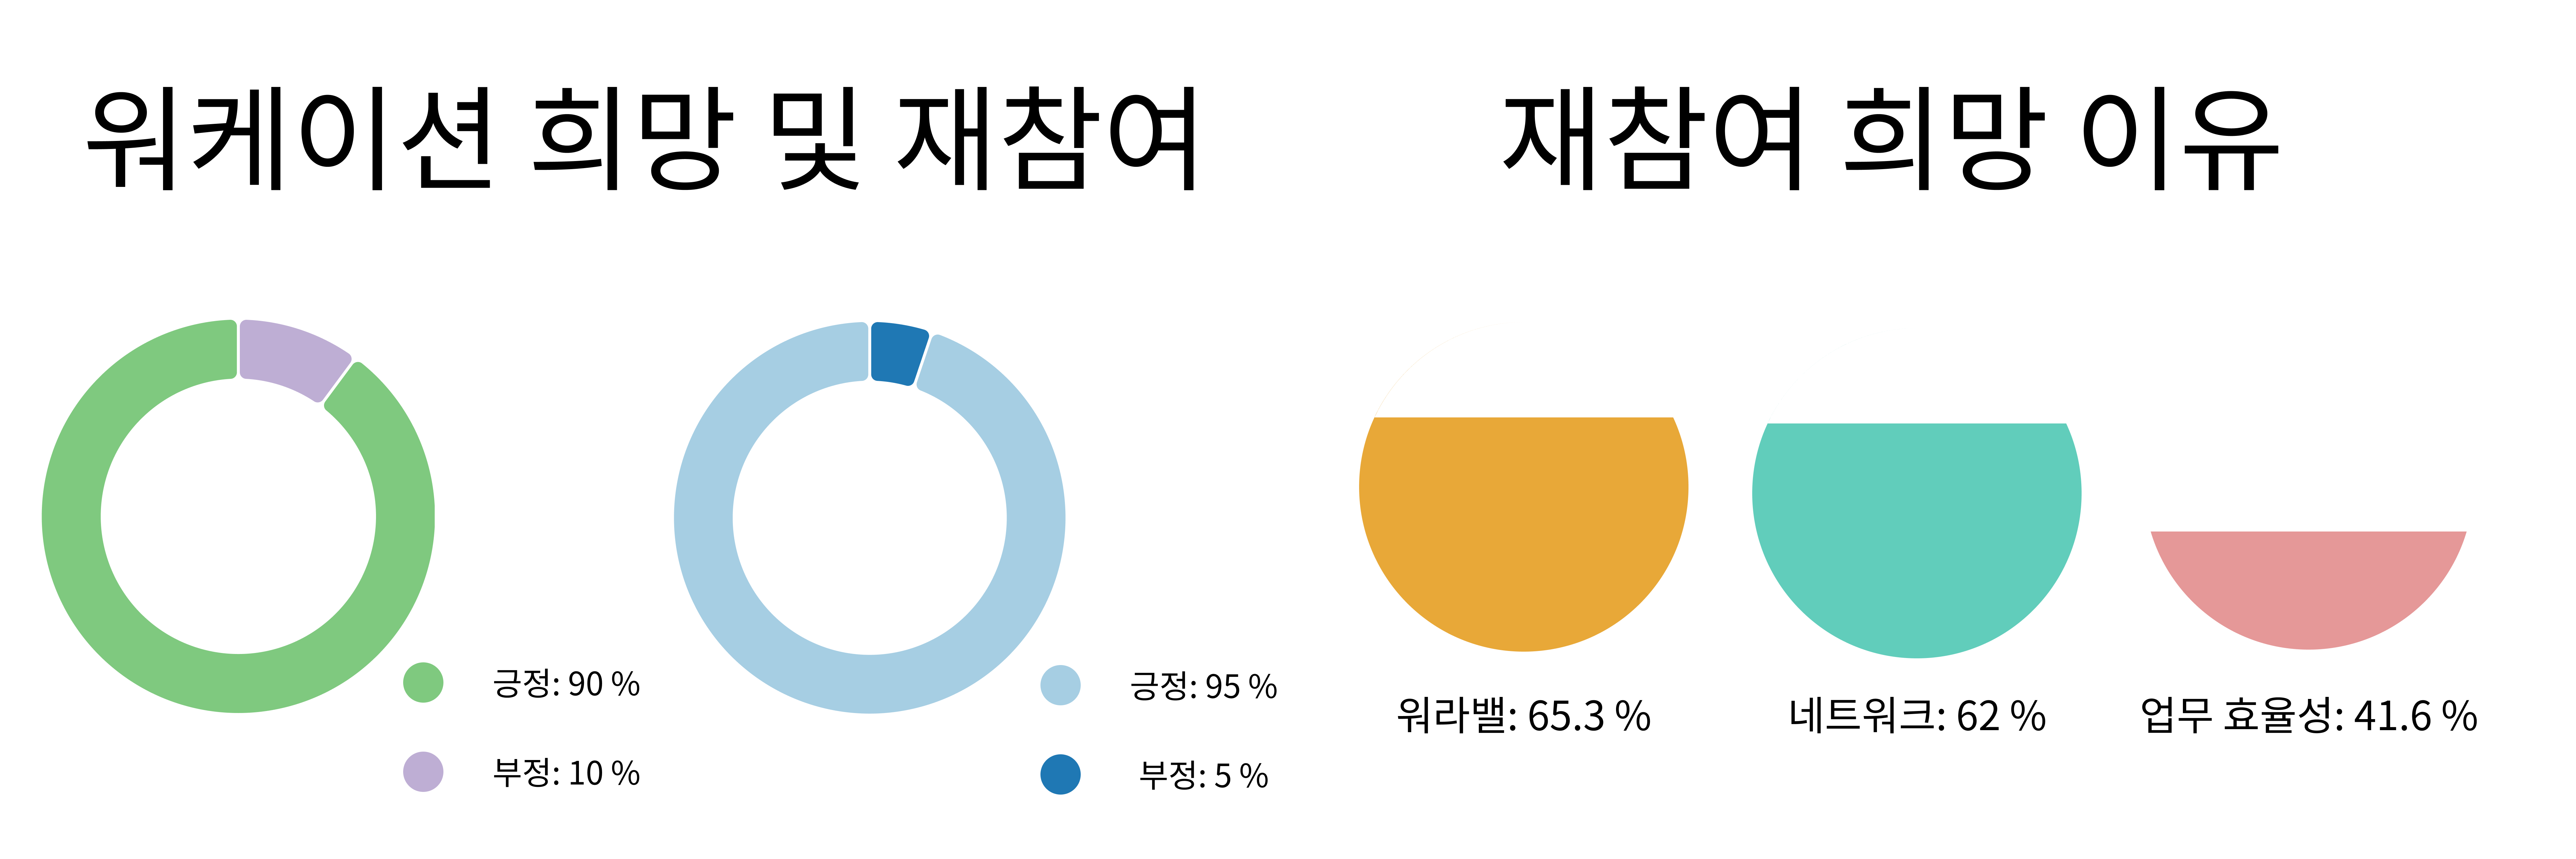 워케이션 희망 및 재참여
재참여 희망 이유
긍정: 90 %
부정: 10 %
긍정: 95 %
부정: 5 %
워라밸: 65.3 %
네트워크: 62 %
업무 효율성: 41.6 %